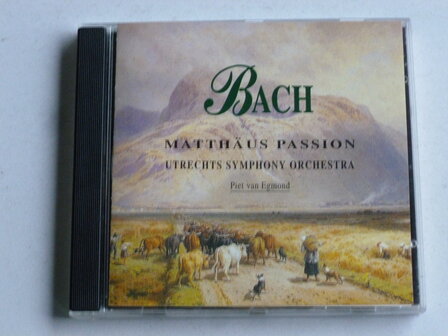 BACH
MATTHÄUS PASSION
UTRECHTS SYMPHONY ORCHESTRA
Piet van Egmond